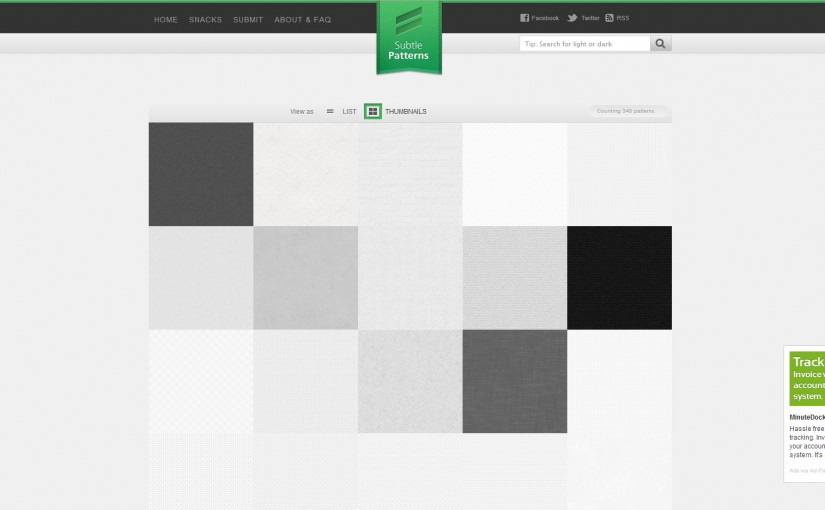 HOME SNACKS SUBMIT ABOUT & FAQ
Subtle
Patterns
Facebook Twitter RSS
Tip: Search for light or dark
View as LIST THUMBNAILS
Counting 346 patterns
Track
Invoice
account
system.
MinuteDock
Hassle free
tracking. Inv
your accoun
system. It's
Ads via Ad